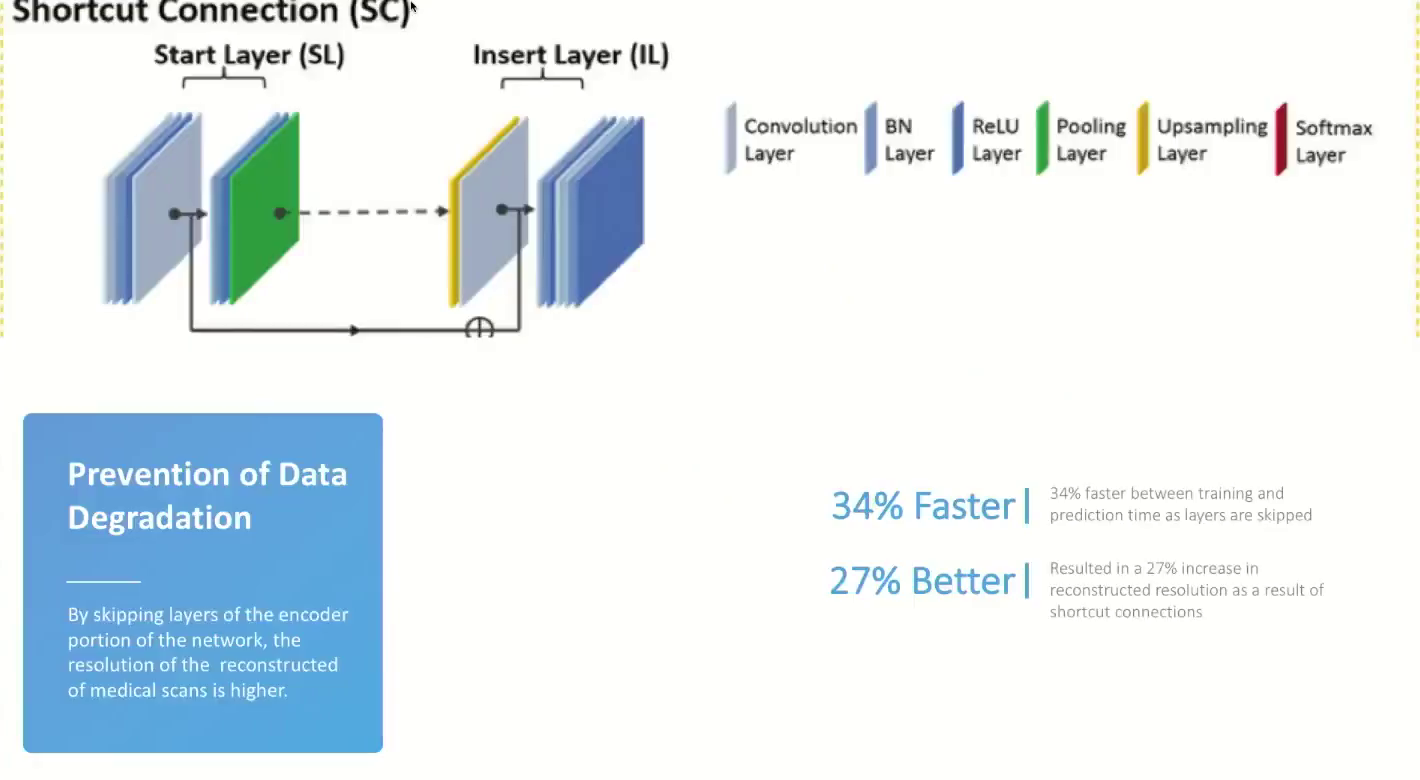 Shortcut Connection (SC)
Start Layer (SL)
Insert Layer (IL)
Convolution
Layer
BN
Layer
ReLU
Layer
Pooling
Layer
Upsampling
Layer
Softmax
Layer
Prevention of Data
Degradation
By skipping layers of the encoder
portion of the network, the
resolution of the reconstructed
of medical scans is higher.
34% Faster
34% faster between training and
prediction time as layers are skipped
27% Better
Resulted in a 27% increase in
reconstructed resolution as a result of
shortcut connections